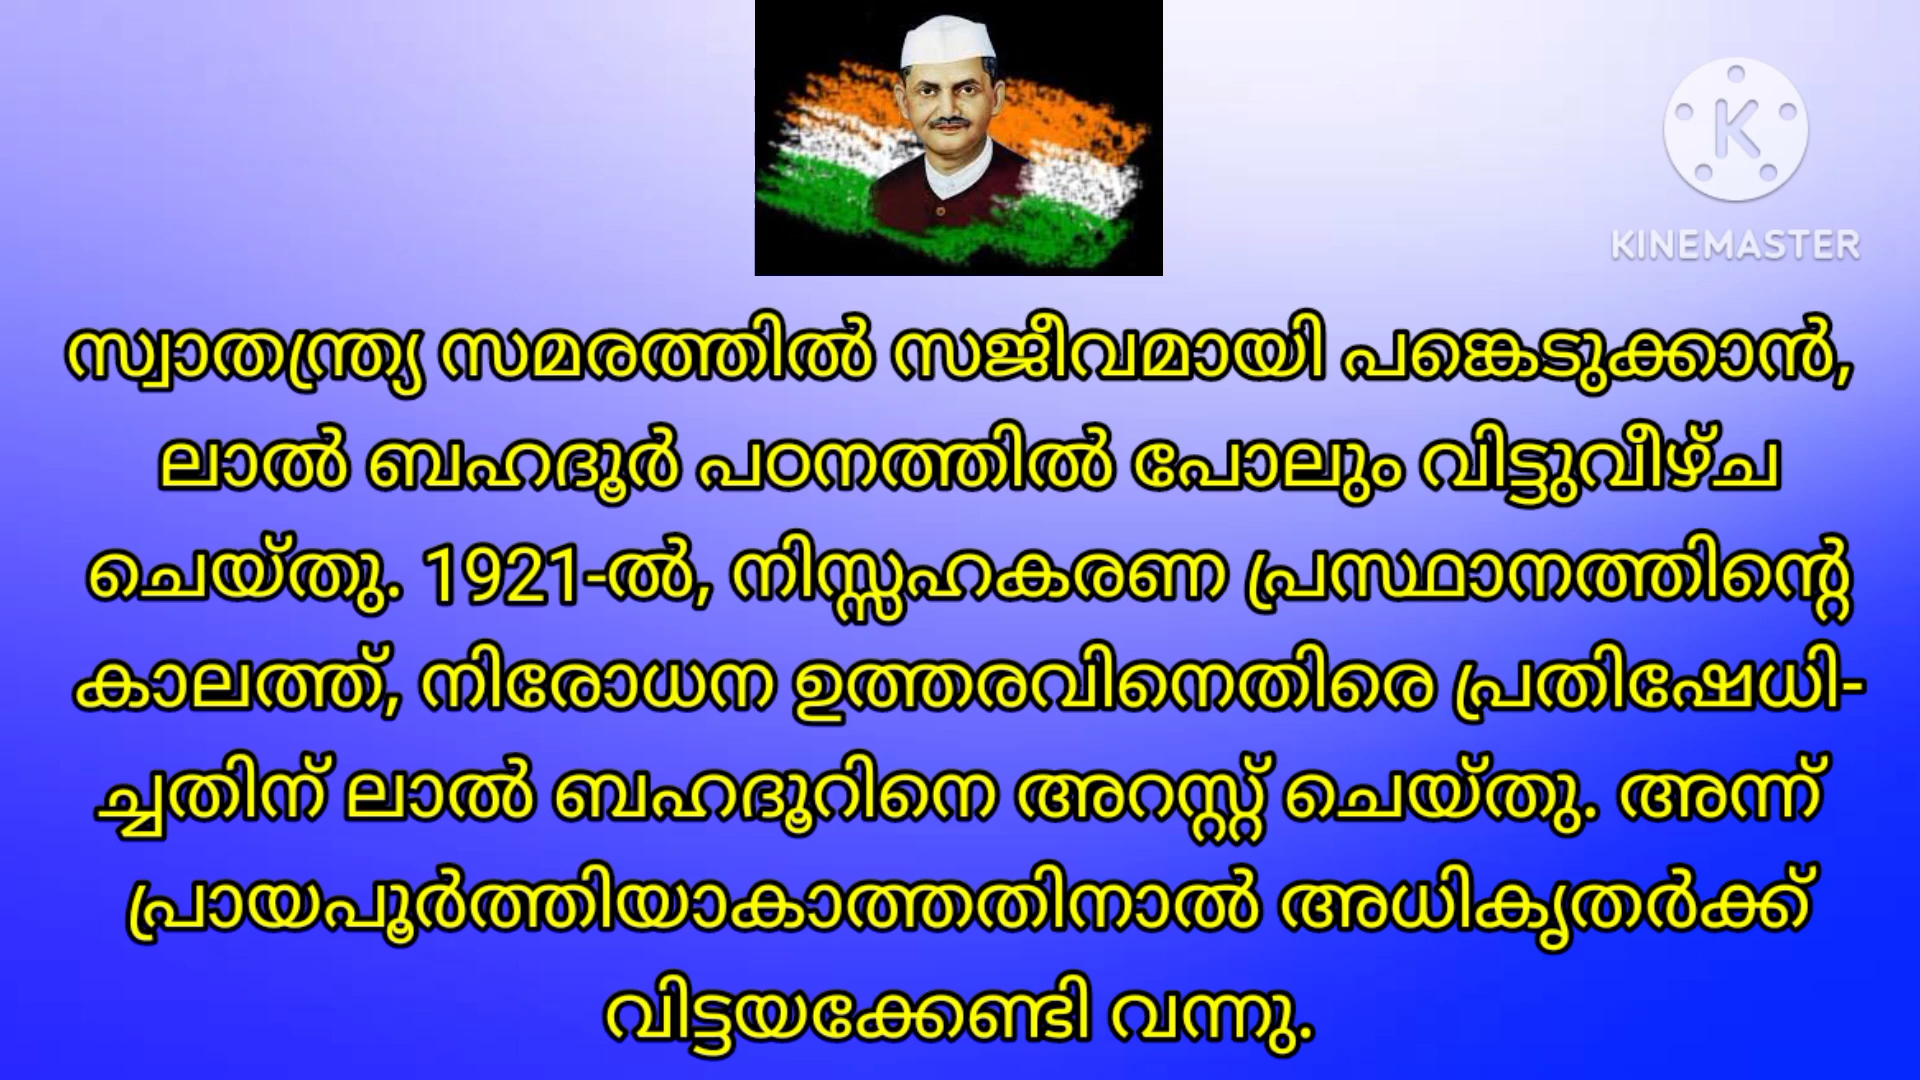 KINEMASTER
സ്വാതന്ത്ര്യ സമരത്തിൽ സജീവമായി പങ്കെടുക്കാൻ,
ലാൽ ബഹദൂർ പഠനത്തിൽ പോലും വിട്ടുവീഴ്ച
ചെയ്തു. 1921-ൽ, നിസ്സഹകരണ പ്രസ്ഥാനത്തിന്റെ
കാലത്ത്, നിരോധന ഉത്തരവിനെതിരെ പ്രതിഷേധി-
ച്ചതിന് ലാൽ ബഹദൂറിനെ അറസ്റ്റ് ചെയ്തു. അന്ന്
പ്രായപൂർത്തിയാകാത്തതിനാൽ അധികൃതർക്ക്
വിട്ടയക്കേണ്ടി വന്നു.